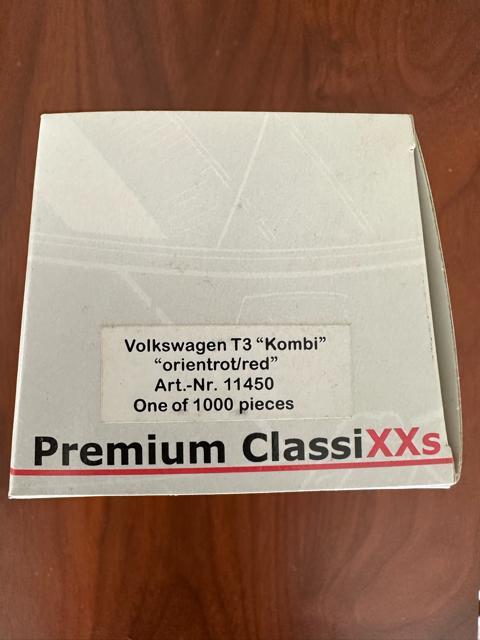 Volkswagen T3 “Kombi”
“orientrot/red”
Art.-Nr. 11450
One of 1000 pieces
Premium ClassiXXs